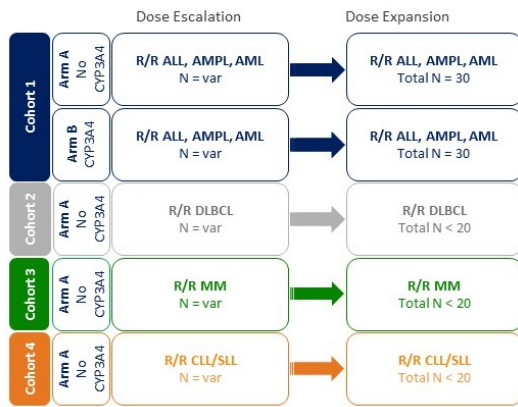 Dose Escalation Dose Expansion
Cohort 1
Arm A
No
CYP3A4
R/R ALL, AMPL, AML
N = var
R/R ALL, AMPL, AML
Total N = 30
Arm B
CYP3A4
R/R ALL, AMPL, AML
N = var
R/R ALL, AMPL, AML
Total N = 30
Cohort 2
Arm A
No
CYP3A4
R/R DLBCL
N = var
R/R DLBCL
Total N < 20
Cohort 3
Arm A
No
CYP3A4
R/R MM
N = var
R/R MM
Total N < 20
Cohort 4
Arm A
No
CYP3A4
R/R CLL/SLL
N = var
R/R CLL/SLL
Total N < 20